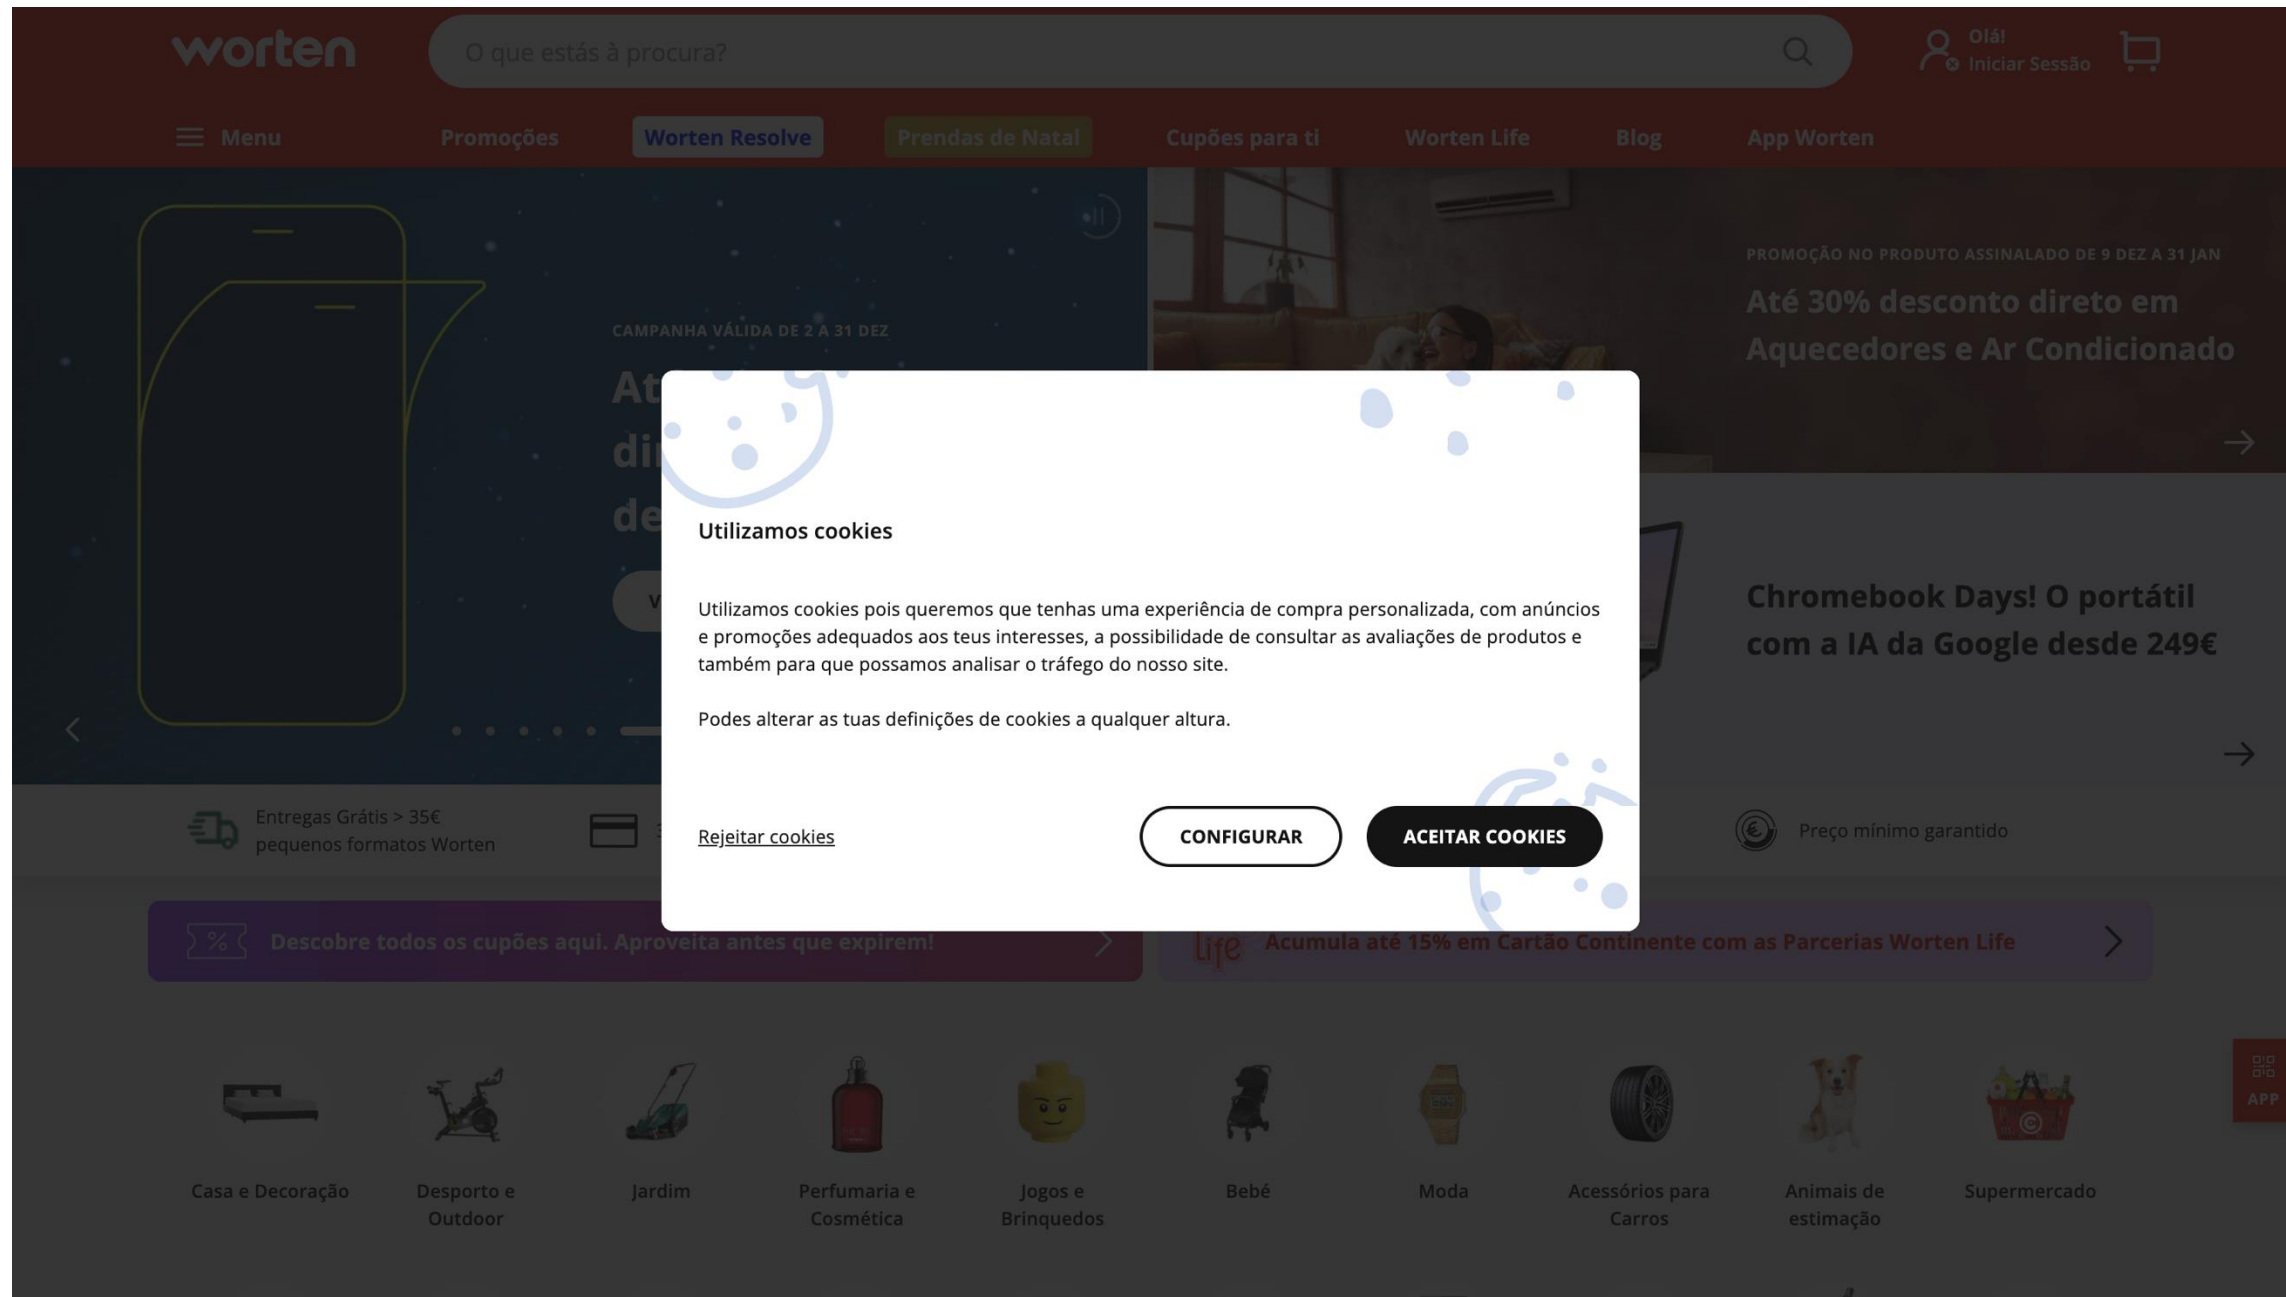 worten
O que estás à procura?
Olá!
Iniciar Sessão
Menu
Promoções
Worten Resolve
Prendas de Natal
Cupões para ti
Worten Life
Blog
App Worten
CAMPANHA VÁLIDA DE 2 A 31 DEZ
PROMOÇÃO NO PRODUTO ASSINALADO DE 9 DEZ A 31 JAN
Até 30% desconto direto em
Aquecedores e Ar Condicionado
Chromebook Days! O portátil
com a IA da Google desde 249€
Utilizamos cookies
Utilizamos cookies pois queremos que tenhas uma experiência de compra personalizada, com anúncios
e promoções adequados aos teus interesses, a possibilidade de consultar as avaliações de produtos e
também para que possamos analisar o tráfego do nosso site.
Podes alterar as tuas definições de cookies a qualquer altura.
Rejeitar cookies
CONFIGURAR
ACEITAR COOKIES
Entregas Grátis > 35€
pequenos formatos Worten
Preço mínimo garantido
% Descobre todos os cupões aqui. Aproveita antes que expirem!
Life Acumula até 15% em Cartão Continente com as Parcerias Worten Life
APP
Casa e Decoração
Desporto e
Outdoor
Jardim
Perfumaria e
Cosmética
Jogos e
Brinquedos
Bebé
Moda
Acessórios para
Carros
Animais de
estimação
Supermercado